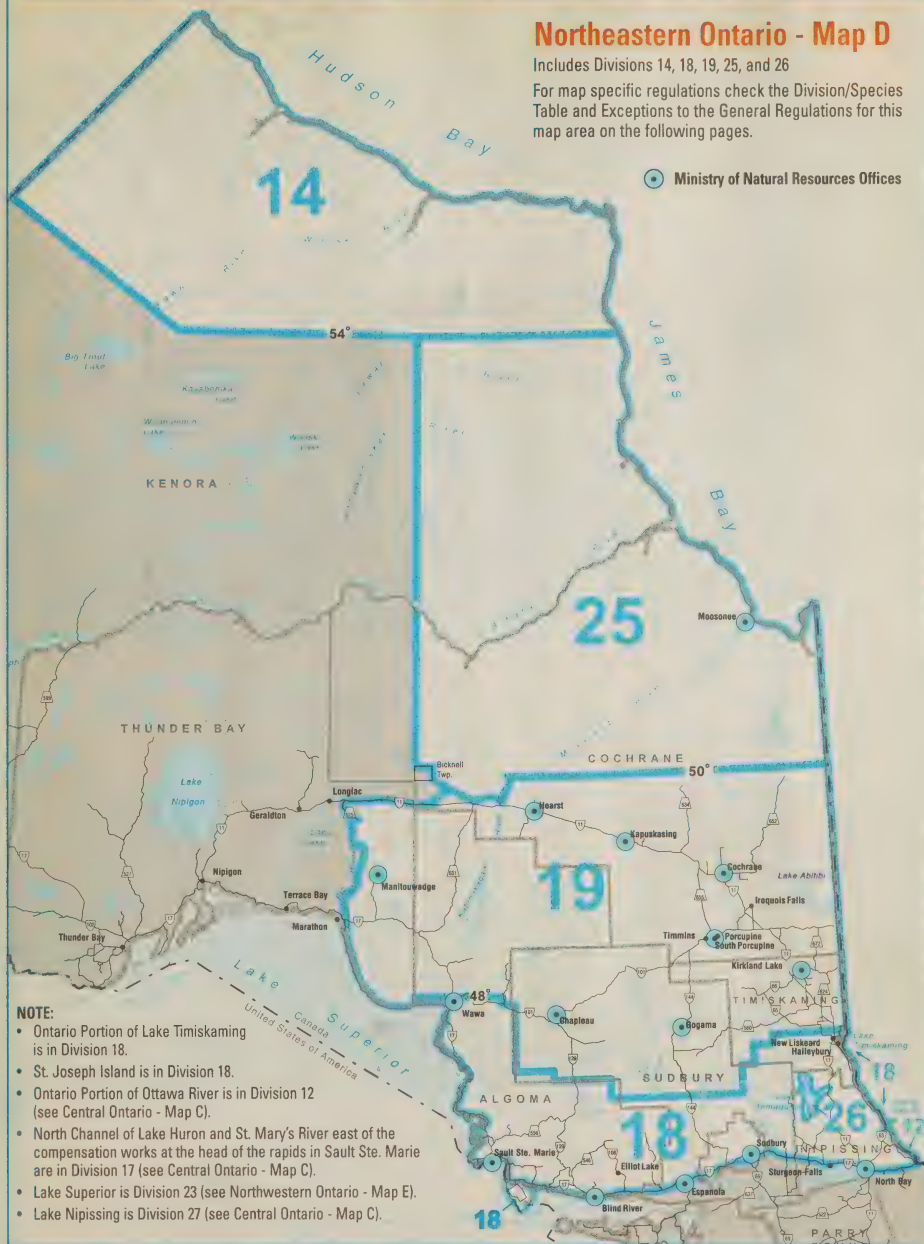 Northeastern Ontario - Map D
Includes Divisions 14, 18, 19, 25, and 26
For map specific regulations check the Division/Species
Table and Exceptions to the General Regulations for this
map area on the following pages.
Ministry of Natural Resources Offices
Hudson
Bay
14
54°
James
Bay
Big Trout
Lake
KENORA
25
Moosonee
THUNDER BAY
COCHRANE
50°
Bicknell
Twp.
Lake
Nipigon
Longlac
Geraldton
11
Hearst
11
Kapuskasing
Manitouwadge
19
Cochrane
Lake Abitibi
Iroquois Falls
Nipigon
Terrace Bay
Marathon
17
Thunder Bay
Timmins
Porcupine
South Porcupine
Kirkland Lake
TIMISKAMING
Lake Superior
Canada
United States of America
48°
Wawa
Chapleau
Gogama
New Liskeard
Haileybury
Lake
Timiskaming
18
SUDBURY
ALGOMA
18
26
NIPISSING
Sault Ste. Marie
Elliot Lake
Sudbury
Sturgeon Falls
North Bay
Espanola
Blind River
18
PARRY
NOTE:
• Ontario Portion of Lake Timiskaming
is in Division 18.
• St. Joseph Island is in Division 18.
• Ontario Portion of Ottawa River is in Division 12
(see Central Ontario - Map C).
• North Channel of Lake Huron and St. Mary's River east of the
compensation works at the head of the rapids in Sault Ste. Marie
are in Division 17 (see Central Ontario - Map C).
• Lake Superior is Division 23 (see Northwestern Ontario - Map E).
• Lake Nipissing is Division 27 (see Central Ontario - Map C).